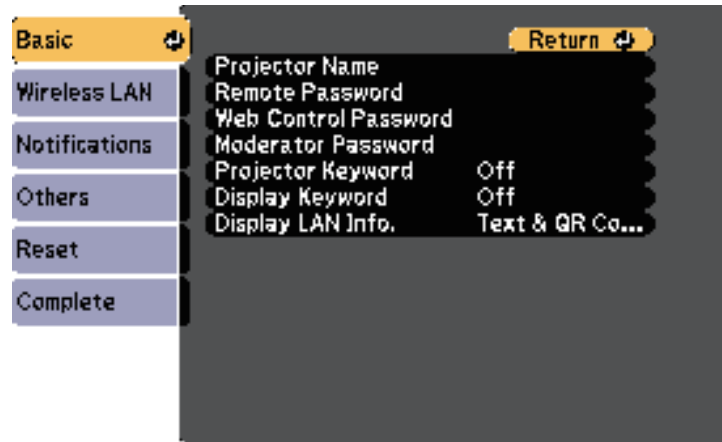 Basic
Return
Projector Name
Wireless LAN
Remote Password
Web Control Password
Notifications
Moderator Password
Projector Keyword Off
Others
Display Keyword Off
Display LAN Info. Text & QR Co...
Reset
Complete